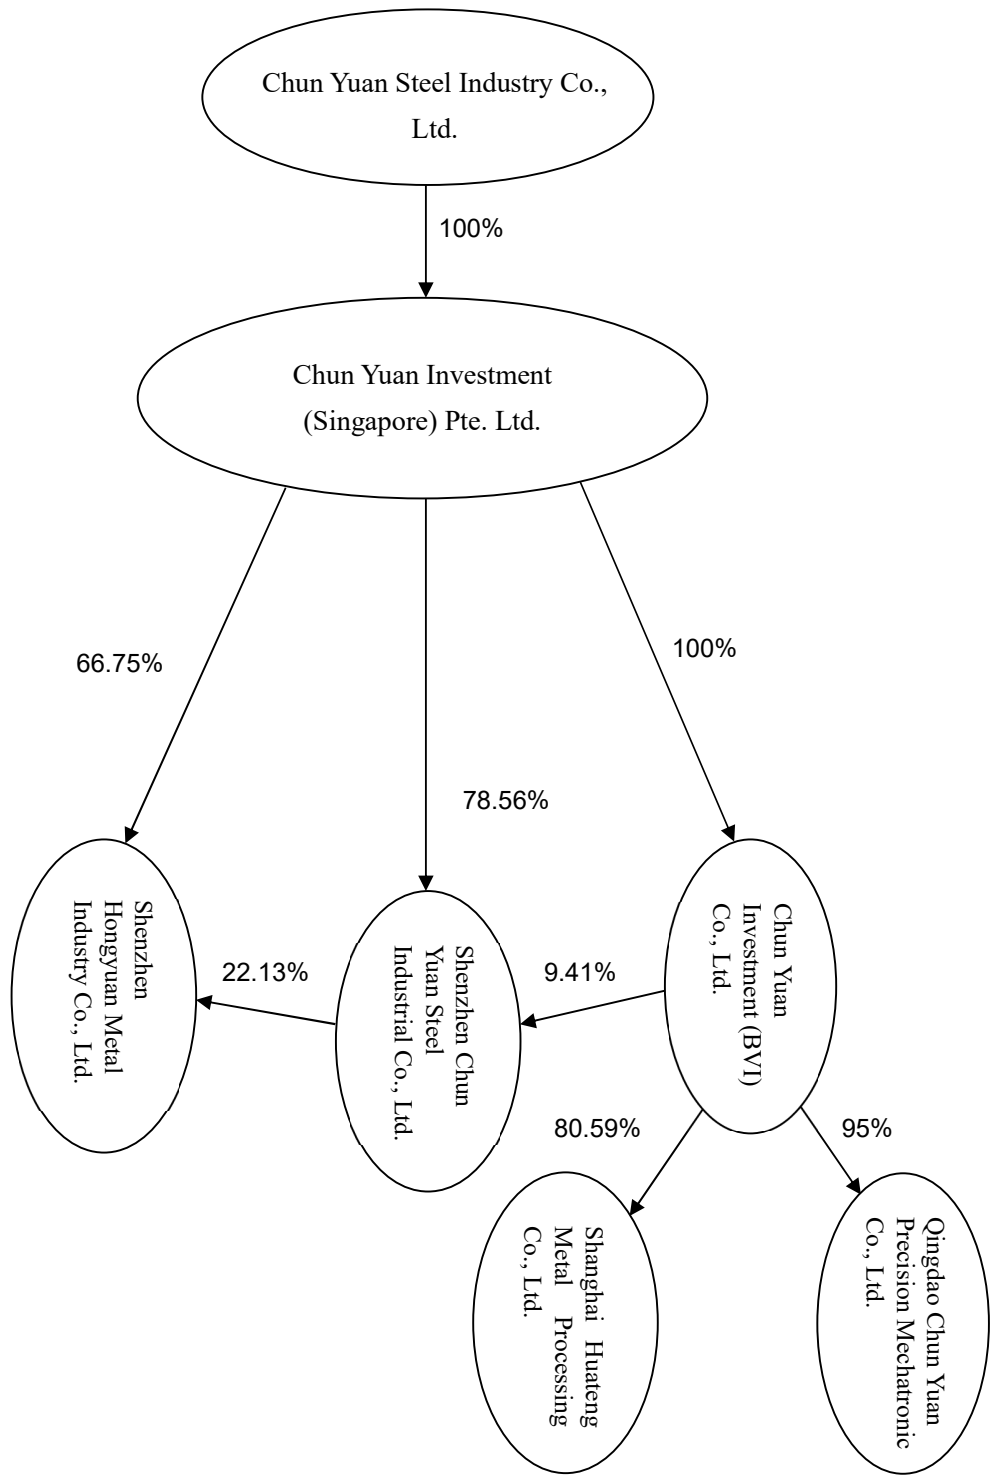 Chun Yuan Steel Industry Co.,
Ltd.
100%
Chun Yuan Investment
(Singapore) Pte. Ltd.
66.75%
100%
78.56%
Shenzhen
Hongyuan Metal
Industry Co., Ltd.
22.13%
Shenzhen Chun
Yuan Steel
Industrial Co., Ltd.
9.41%
Chun Yuan
Investment (BVI)
Co., Ltd.
80.59%
95%
Shanghai Huateng
Metal Processing
Co., Ltd.
Qingdao Chun Yuan
Precision Mechatronic
Co., Ltd.